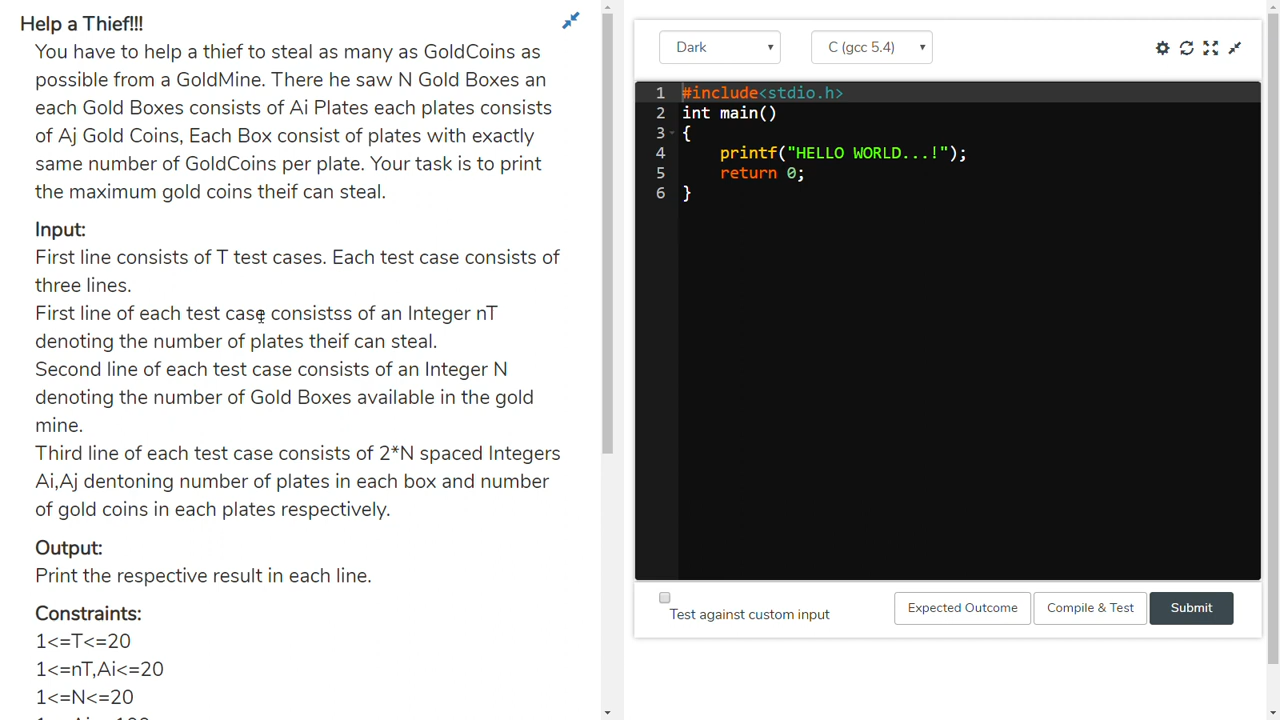 Help a Thief!!!
You have to help a thief to steal as many as GoldCoins as
possible from a GoldMine. There he saw N Gold Boxes an
each Gold Boxes consists of Ai Plates each plates consists
of Aj Gold Coins, Each Box consist of plates with exactly
same number of GoldCoins per plate. Your task is to print
the maximum gold coins theif can steal.
Input:
First line consists of T test cases. Each test case consists of
three lines.
First line of each test case consistss of an Integer nT
denoting the number of plates theif can steal.
Second line of each test case consists of an Integer N
denoting the number of Gold Boxes available in the gold
mine.
Third line of each test case consists of 2*N spaced Integers
Ai,Aj dentoning number of plates in each box and number
of gold coins in each plates respectively.
Output:
Print the respective result in each line.
Constraints:
1<=T<=20
1<=nT,Ai<=20
1<=N<=20
Dark
C (gcc 5.4)
1 #include<stdio.h>
2 int main()
3 {
4 printf("HELLO WORLD...!");
5 return 0;
6 }
Test against custom input
Expected Outcome
Compile & Test
Submit